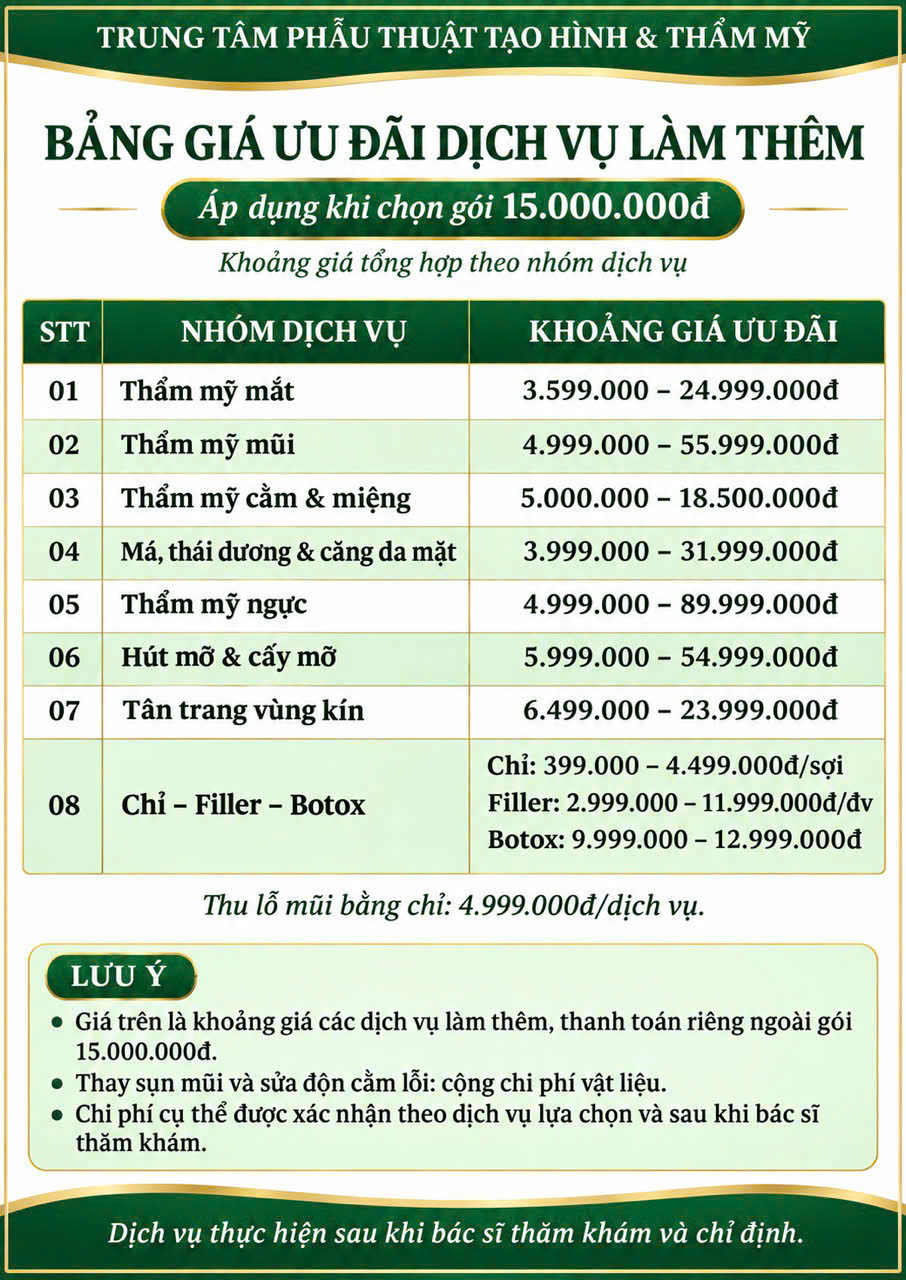 TRUNG TÂM PHẪU THUẬT TẠO HÌNH & THẨM MỸ
BẢNG GIÁ ƯU ĐÃI DỊCH VỤ LÀM THÊM
Áp dụng khi chọn gói 15.000.000đ
Khoảng giá tổng hợp theo nhóm dịch vụ
STT NHÓM DỊCH VỤ KHOẢNG GIÁ ƯU ĐÃI
01 Thẩm mỹ mắt 3.599.000 – 24.999.000đ
02 Thẩm mỹ mũi 4.999.000 – 55.999.000đ
03 Thẩm mỹ cằm & miệng 5.000.000 – 18.500.000đ
04 Má, thái dương & căng da mặt 3.999.000 – 31.999.000đ
05 Thẩm mỹ ngực 4.999.000 – 89.999.000đ
06 Hút mỡ & cấy mỡ 5.999.000 – 54.999.000đ
07 Tân trang vùng kín 6.499.000 – 23.999.000đ
08 Chỉ – Filler – Botox
Chỉ: 399.000 – 4.499.000đ/sợi
Filler: 2.999.000 – 11.999.000đ/đv
Botox: 9.999.000 – 12.999.000đ
Thu lỗ mũi bằng chỉ: 4.999.000đ/dịch vụ.
LƯU Ý
• Giá trên là khoảng giá các dịch vụ làm thêm, thanh toán riêng ngoài gói
15.000.000đ.
• Thay sụn mũi và sửa độn cằm lỗi: cộng chi phí vật liệu.
• Chi phí cụ thể được xác nhận theo dịch vụ lựa chọn và sau khi bác sĩ
thăm khám.
Dịch vụ thực hiện sau khi bác sĩ thăm khám và chỉ định.